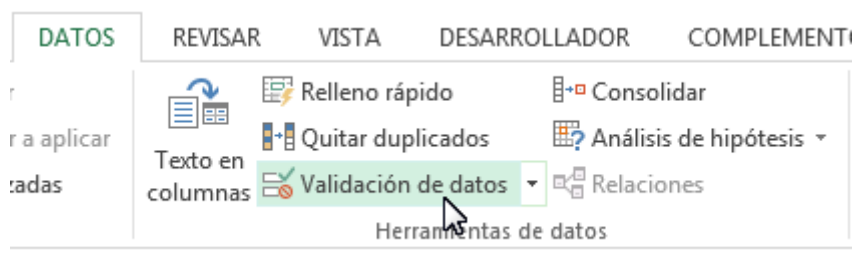 DATOS REVISAR VISTA DESARROLLADOR COMPLEMENTO
Relleno rápido Consolidar
r a aplicar Texto en columnas Quitar duplicados Análisis de hipótesis
zadas Validación de datos Relaciones
Herramientas de datos